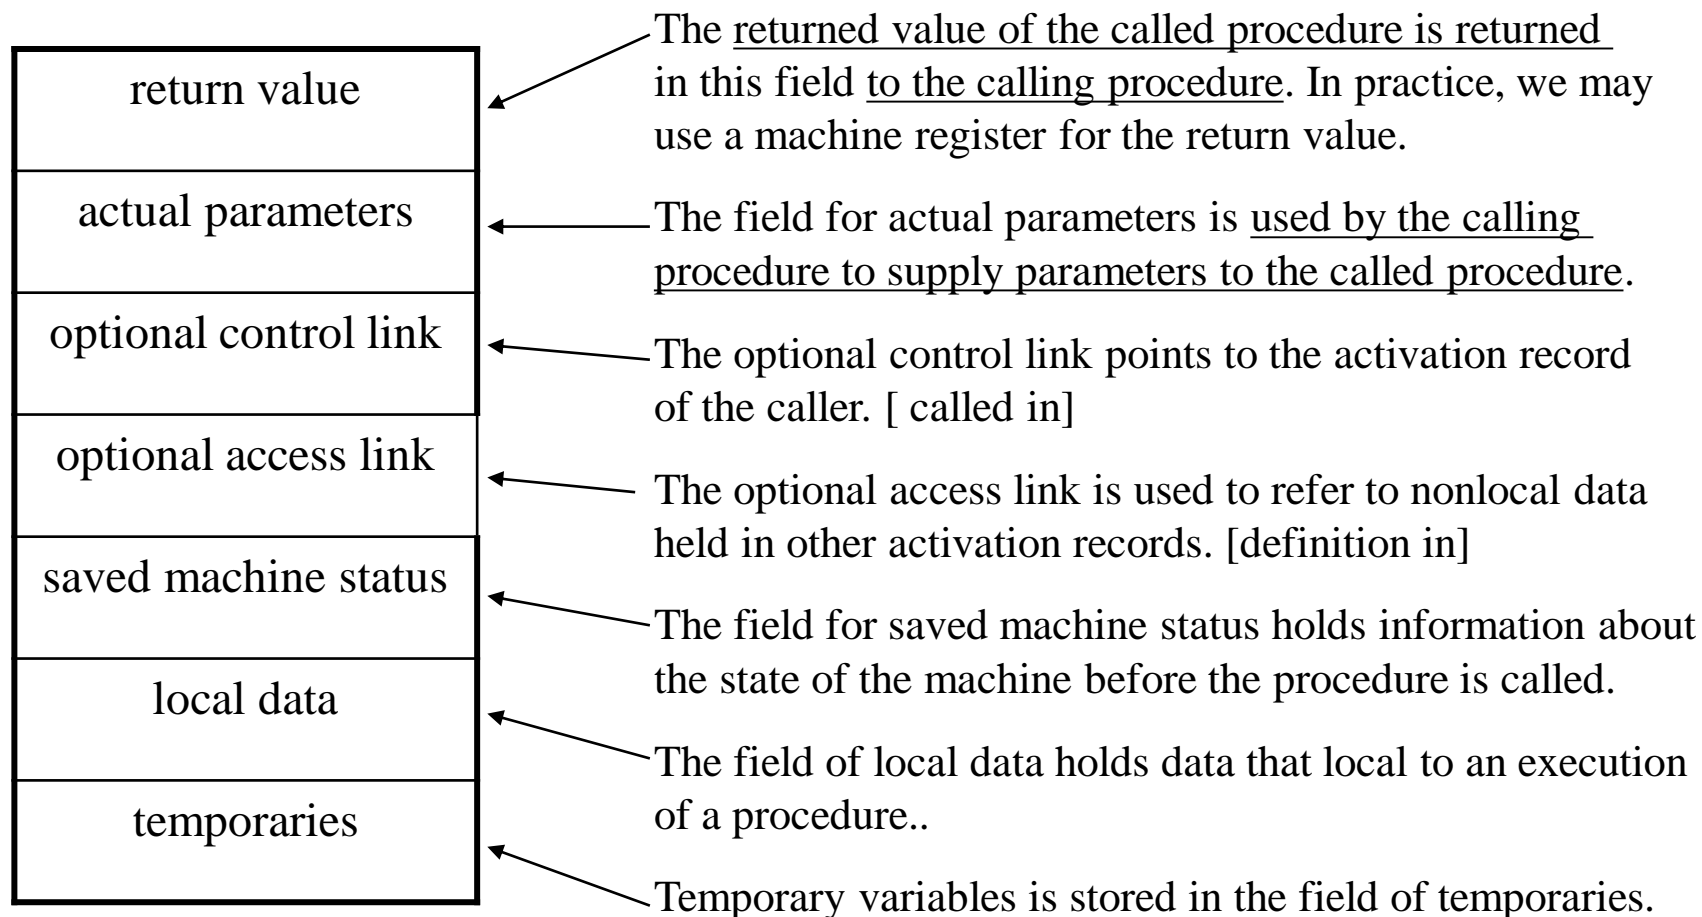 return value
The returned value of the called procedure is returned
in this field to the calling procedure. In practice, we may
use a machine register for the return value.
actual parameters
The field for actual parameters is used by the calling
procedure to supply parameters to the called procedure.
optional control link
The optional control link points to the activation record
of the caller. [ called in]
optional access link
The optional access link is used to refer to nonlocal data
held in other activation records. [definition in]
saved machine status
The field for saved machine status holds information about
the state of the machine before the procedure is called.
local data
The field of local data holds data that local to an execution
of a procedure..
temporaries
Temporary variables is stored in the field of temporaries.